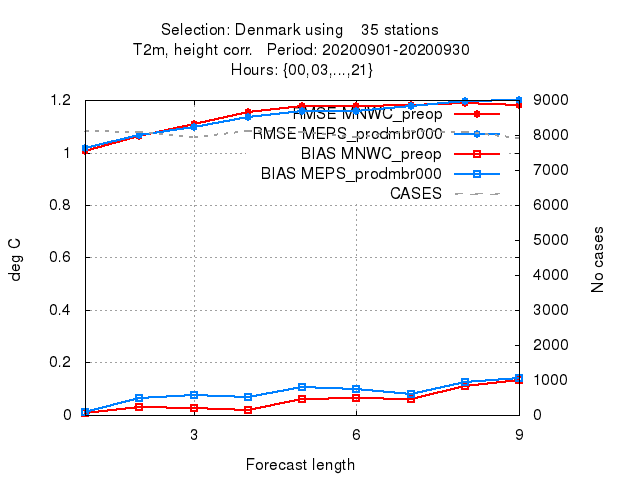 Selection: Denmark using    35 stations
T2m, height corr.   Period: 20200901-20200930
Hours: {00,03,...,21}
RMSE MNWC_preop
RMSE MEPS_prodmbr000
BIAS MNWC_preop
BIAS MEPS_prodmbr000
CASES
deg C
1.2
1
0.8
0.6
0.4
0.2
0
No cases
9000
8000
7000
6000
5000
4000
3000
2000
1000
0
3 6 9
Forecast length